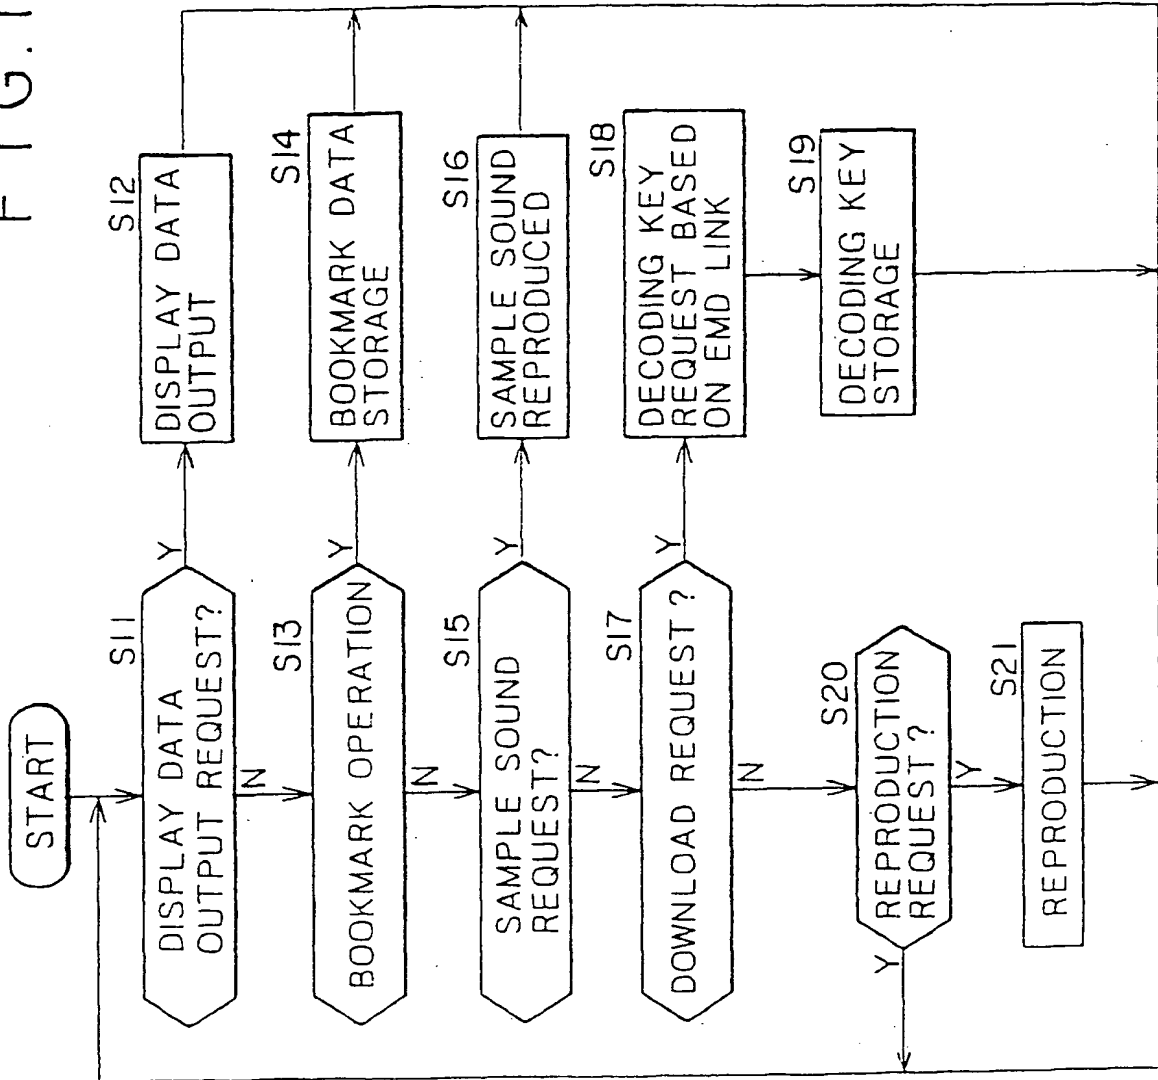 FIG.1
START
S11
DISPLAY DATA
OUTPUT REQUEST?
Y
N
S12
DISPLAY DATA
OUTPUT
S13
BOOKMARK OPERATION
Y
N
S14
BOOKMARK DATA
STORAGE
S15
SAMPLE SOUND
REQUEST?
Y
N
S16
SAMPLE SOUND
REPRODUCED
S17
DOWNLOAD REQUEST?
Y
N
S18
DECODING KEY
REQUEST BASED
ON EMD LINK
S19
DECODING KEY
STORAGE
S20
REPRODUCTION
REQUEST?
Y
Y
S21
REPRODUCTION